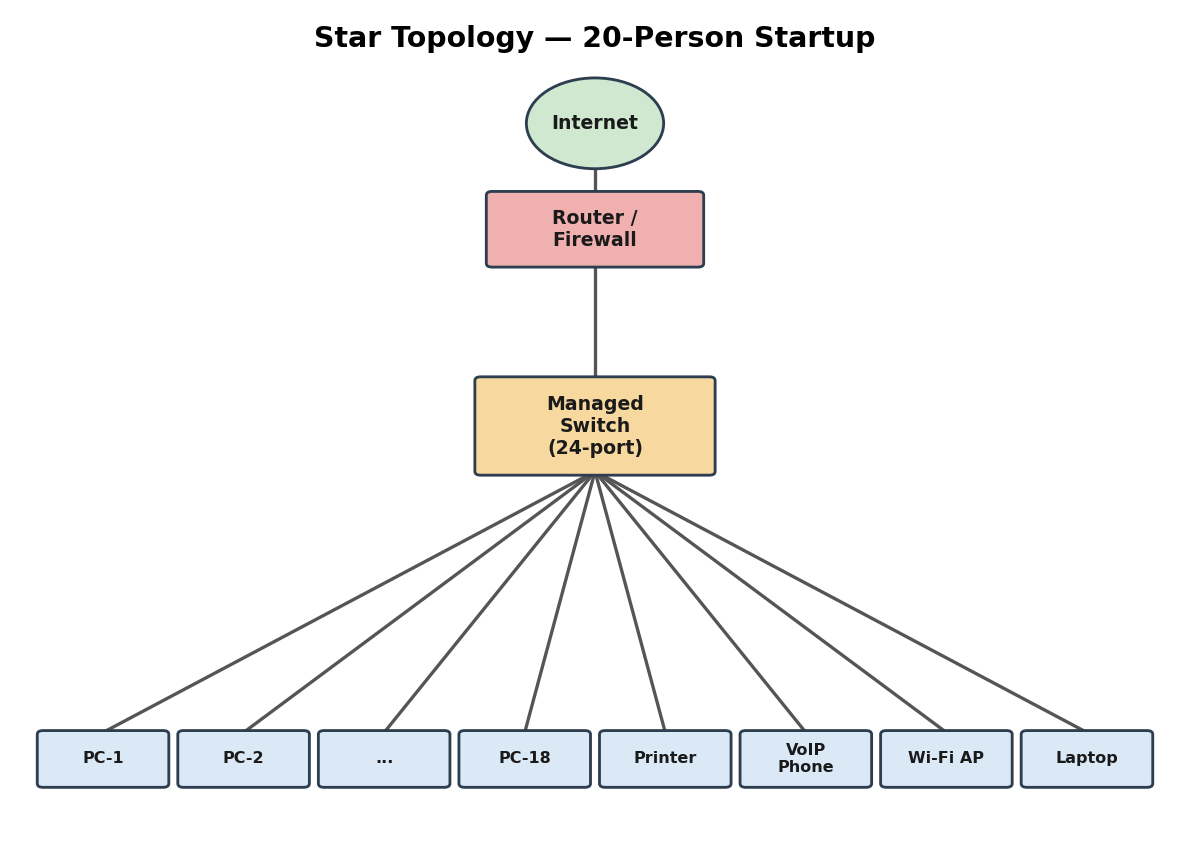 Star Topology — 20-Person Startup
Internet
Router /
Firewall
Managed
Switch
(24-port)
PC-1
PC-2
...
PC-18
Printer
VoIP
Phone
Wi-Fi AP
Laptop